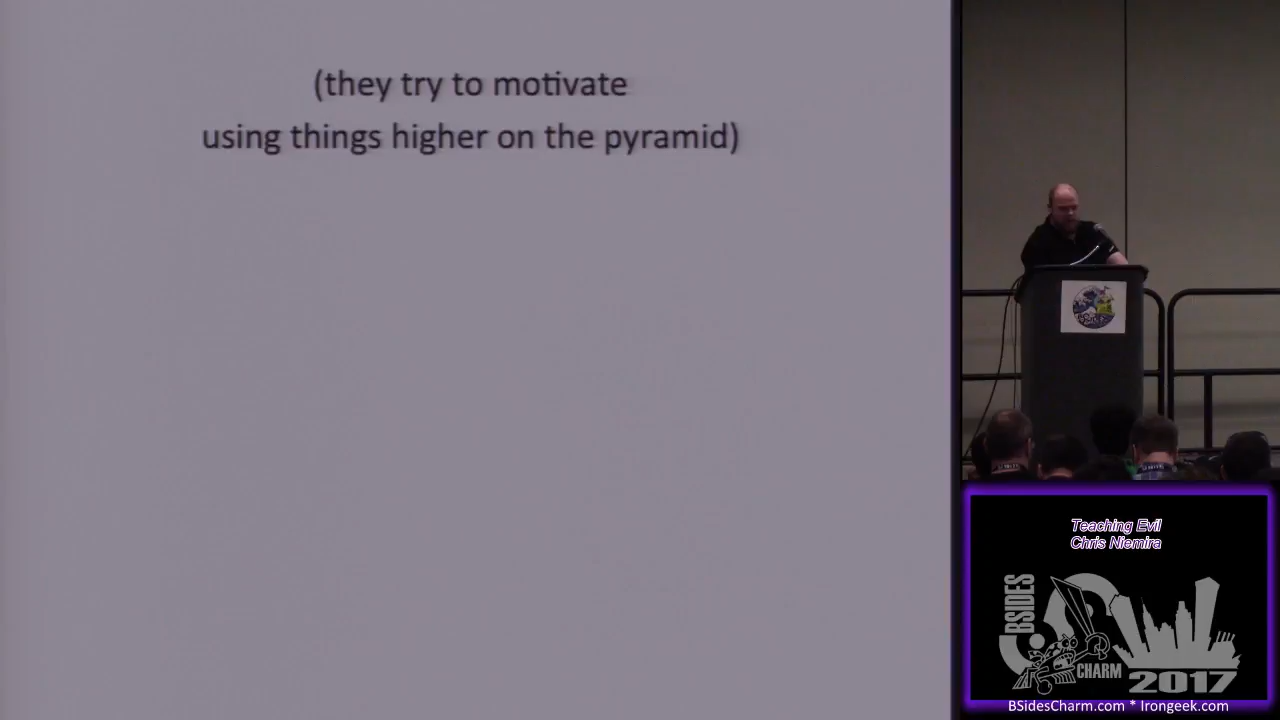 (they try to motivate
using things higher on the pyramid)
Teaching Evil
Chris Niemira
BSIDES
CHARM
2017
BSidesCharm.com * Irongeek.com